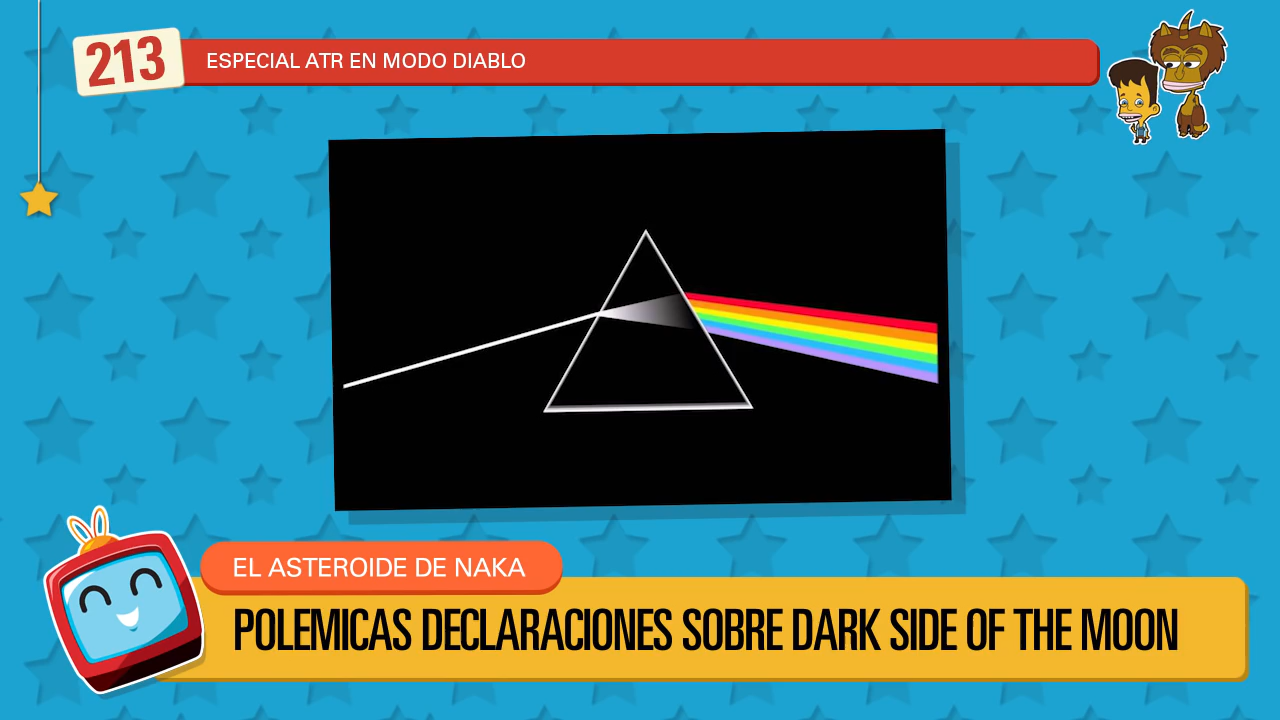 213
ESPECIAL ATR EN MODO DIABLO
EL ASTEROIDE DE NAKA
POLEMICAS DECLARACIONES SOBRE DARK SIDE OF THE MOON